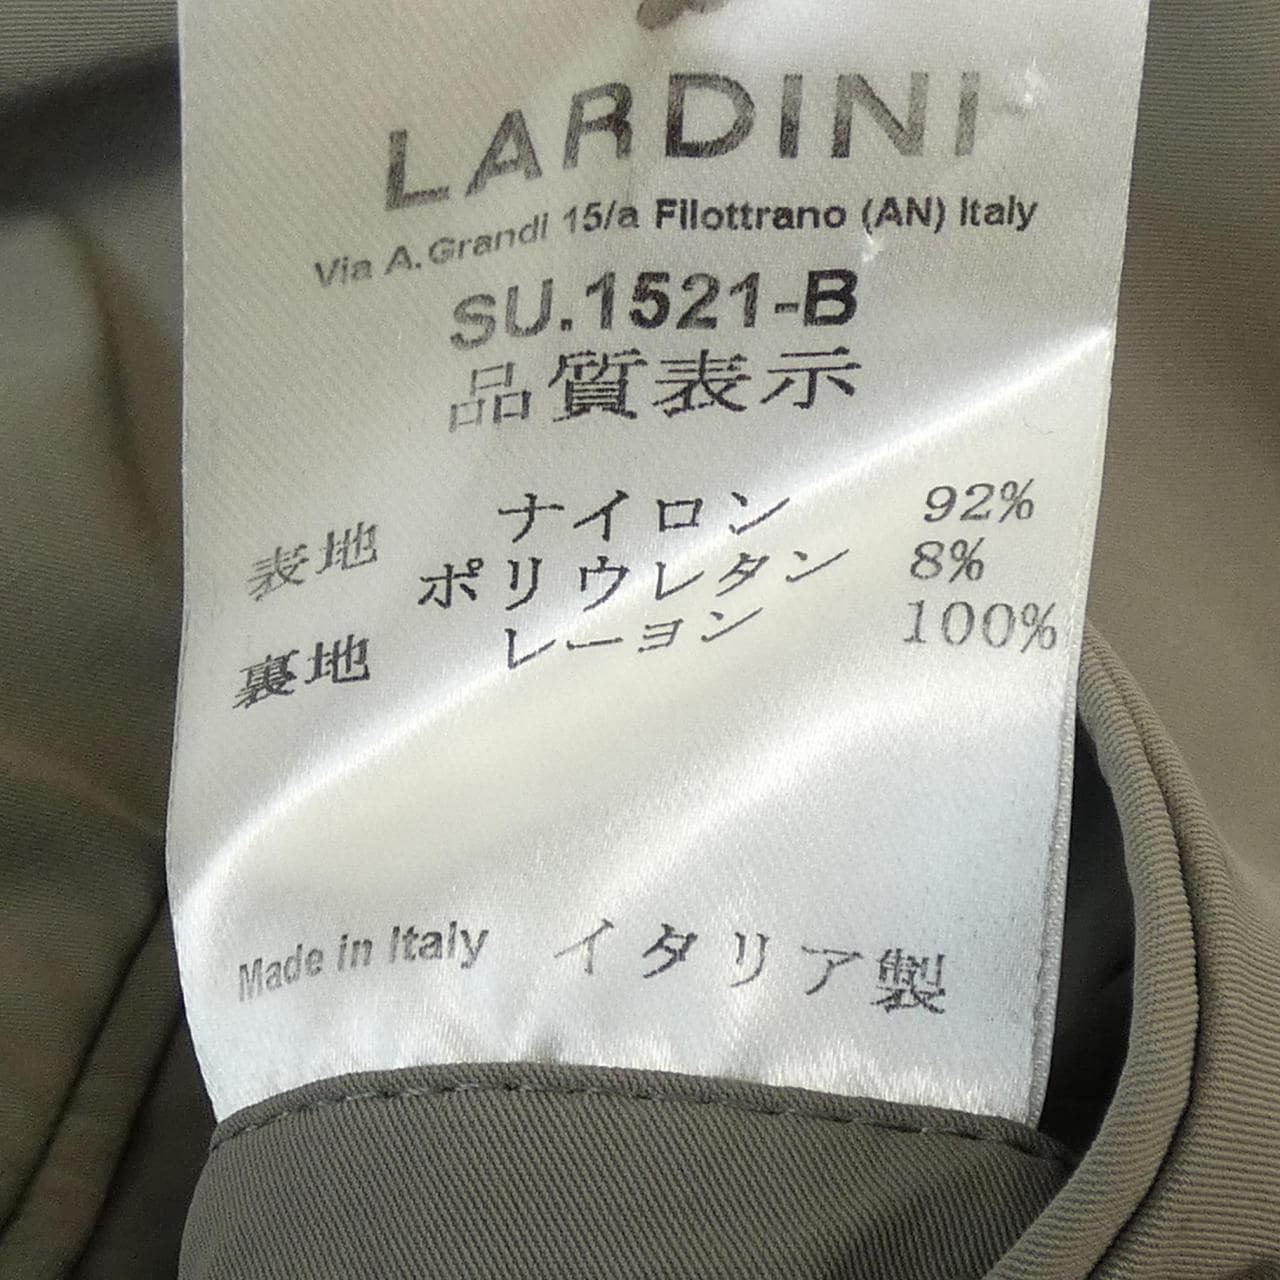 LARDINI
Via A.Grandi 15/a Filottrano (AN) Italy
SU.1521-B
品質表示
表地 ナイロン 92%
ポリウレタン 8%
裏地 レーヨン 100%
Made in Italy イタリア製